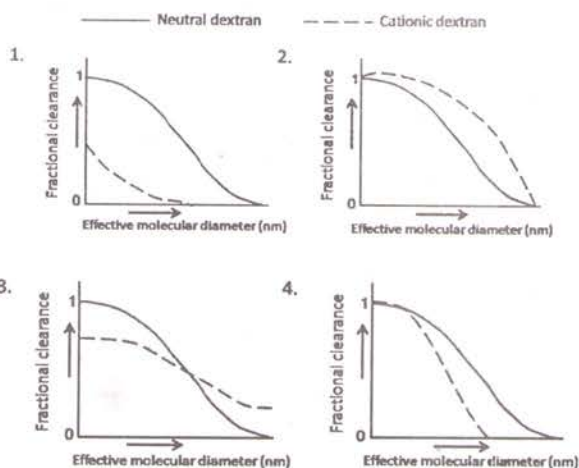 Neutral dextran Cationic dextran
1.
Fractional clearance
1
0
Effective molecular diameter (nm)
2.
Fractional clearance
1
0
Effective molecular diameter (nm)
3.
Fractional clearance
1
0
Effective molecular diameter (nm)
4.
Fractional clearance
1
0
Effective molecular diameter (nm)